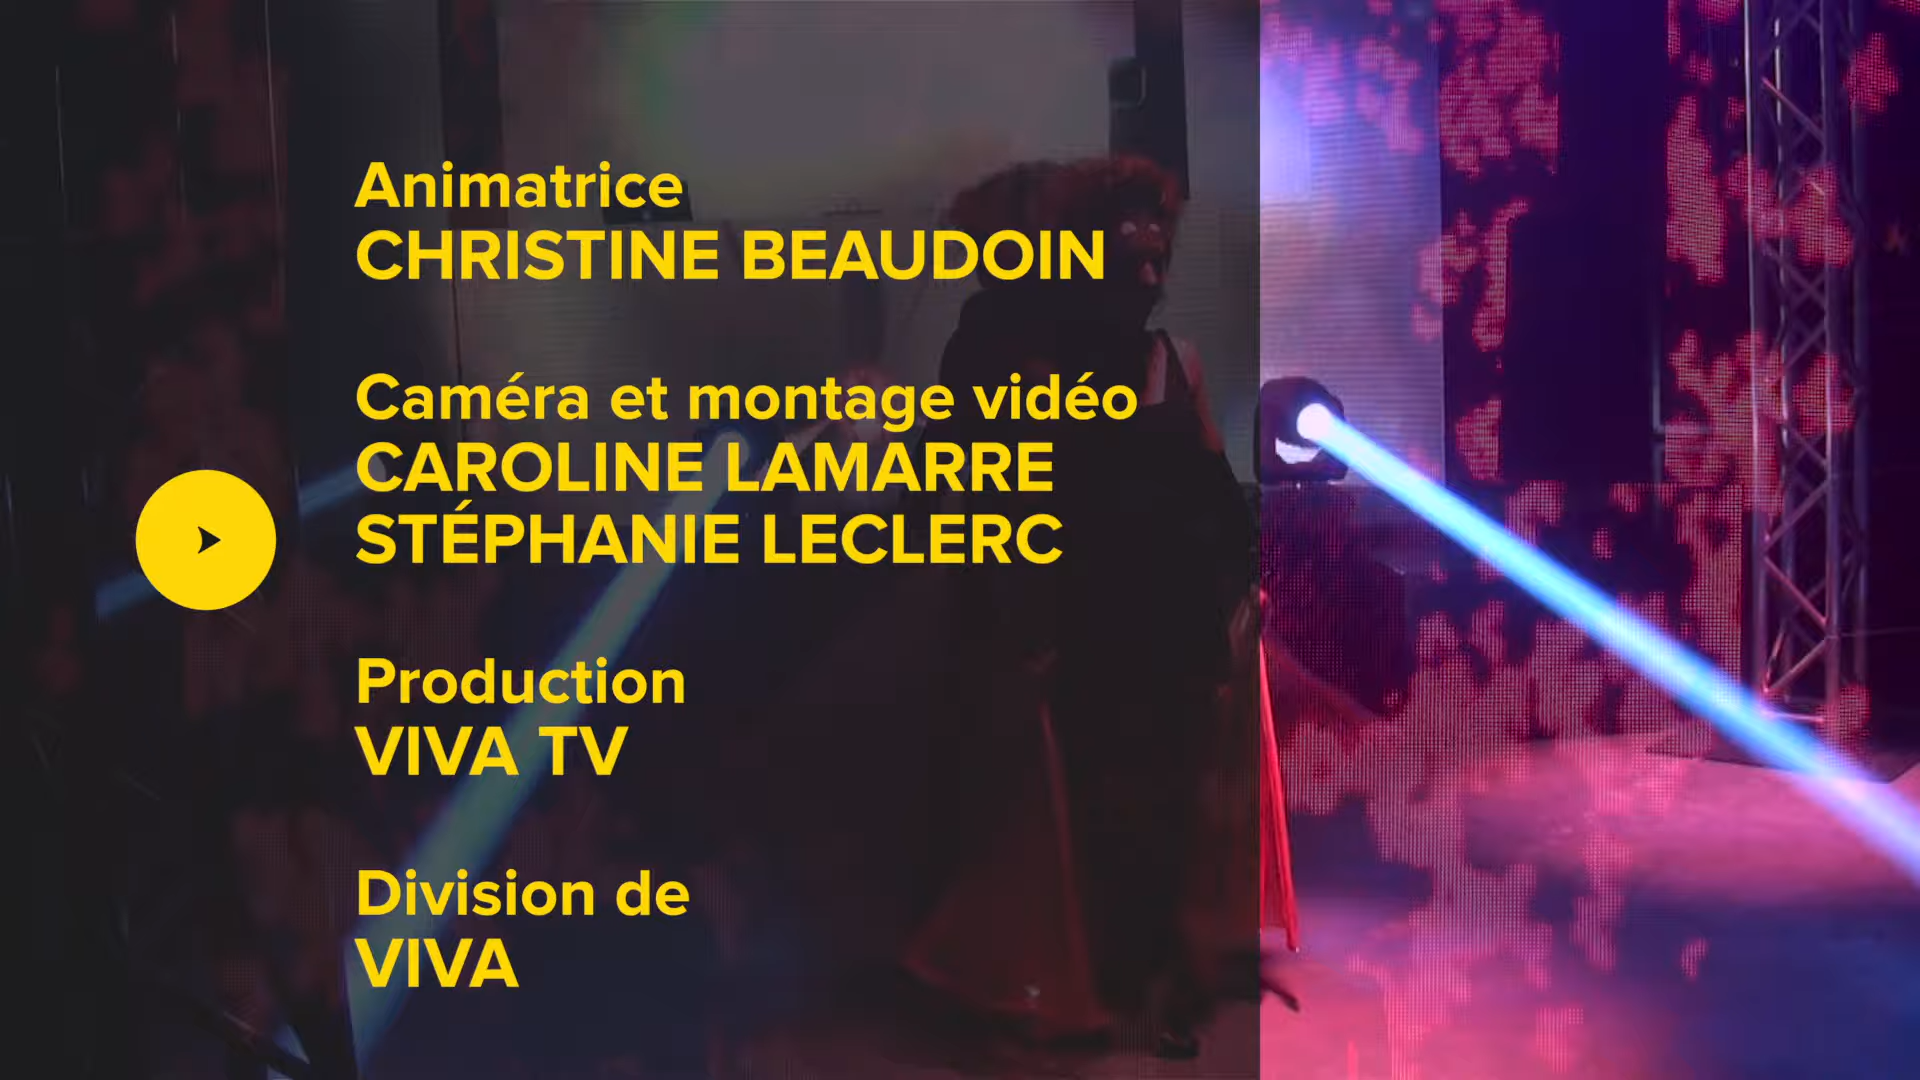 Animatrice
CHRISTINE BEAUDOIN
Caméra et montage vidéo
CAROLINE LAMARRE
STÉPHANIE LECLERC
Production
VIVA TV
Division de
VIVA